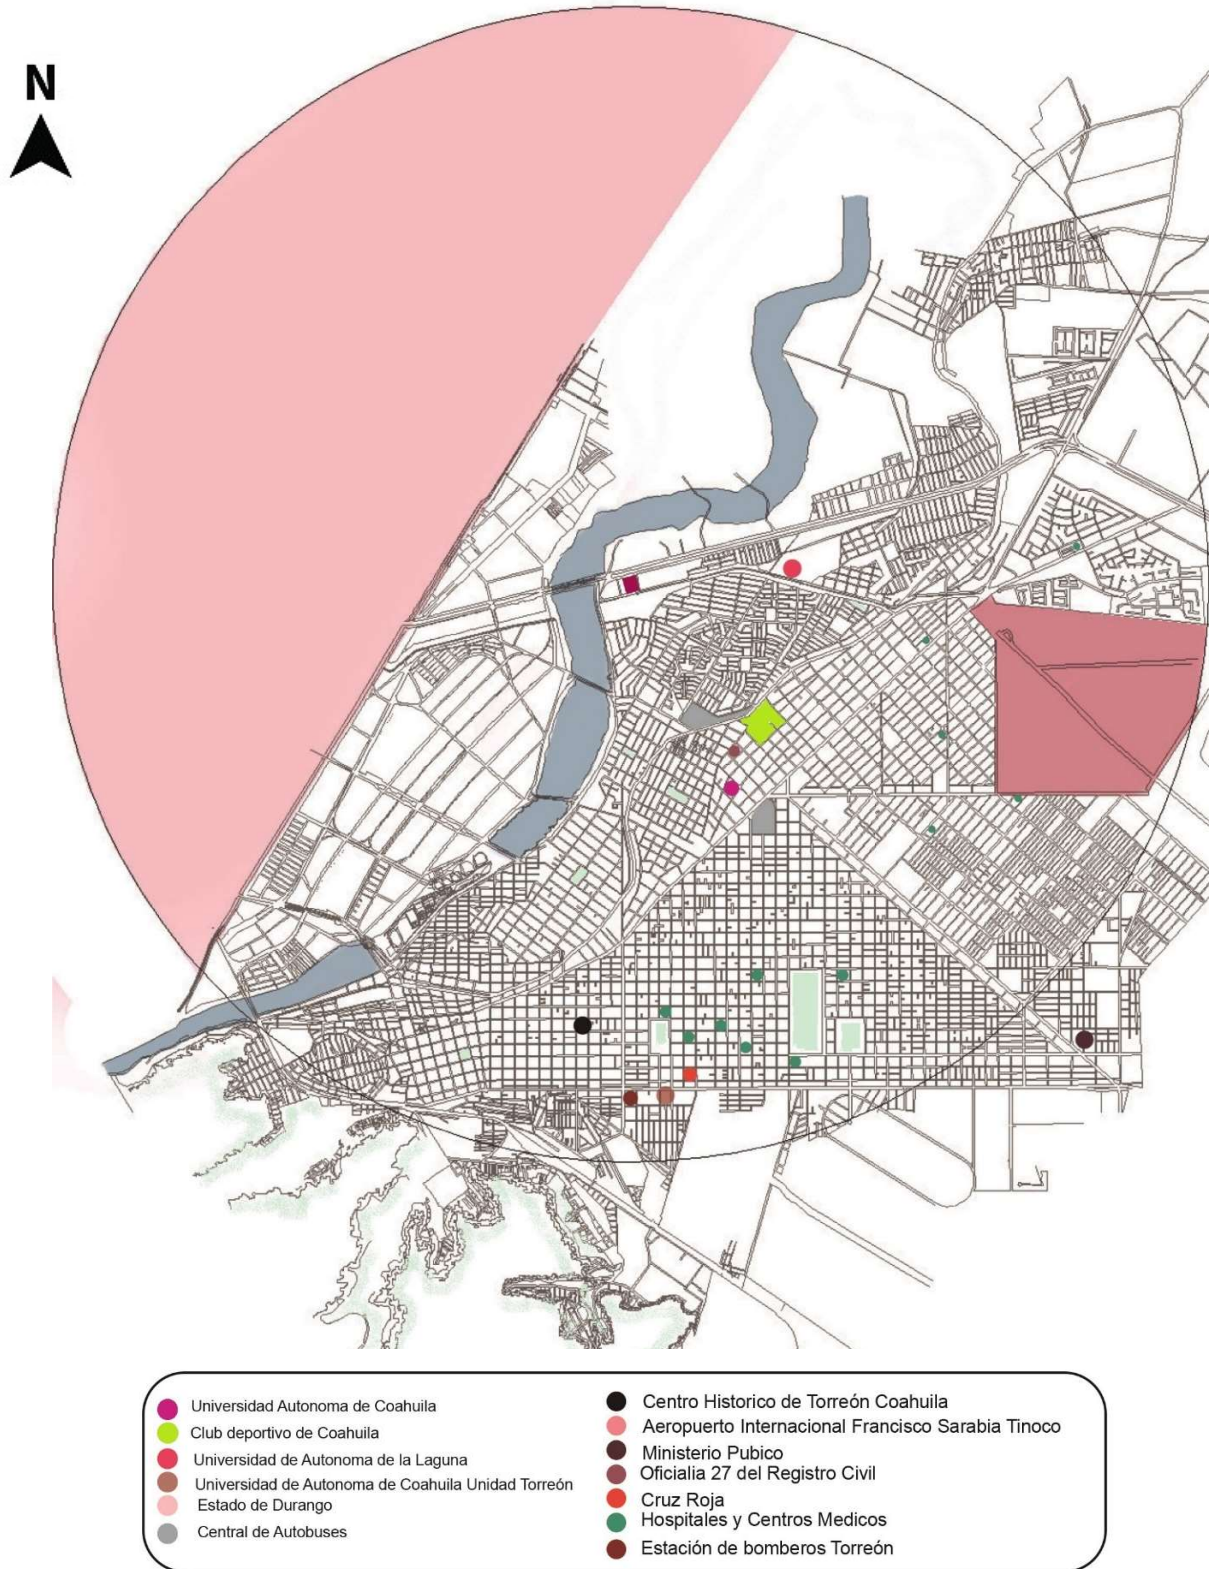 N
Universidad Autonoma de Coahuila
Club deportivo de Coahuila
Universidad de Autonoma de la Laguna
Universidad de Autonoma de Coahuila Unidad Torreón
Estado de Durango
Central de Autobuses
Centro Historico de Torreón Coahuila
Aeropuerto Internacional Francisco Sarabia Tinoco
Ministerio Pubico
Oficialia 27 del Registro Civil
Cruz Roja
Hospitales y Centros Medicos
Estación de bomberos Torreón